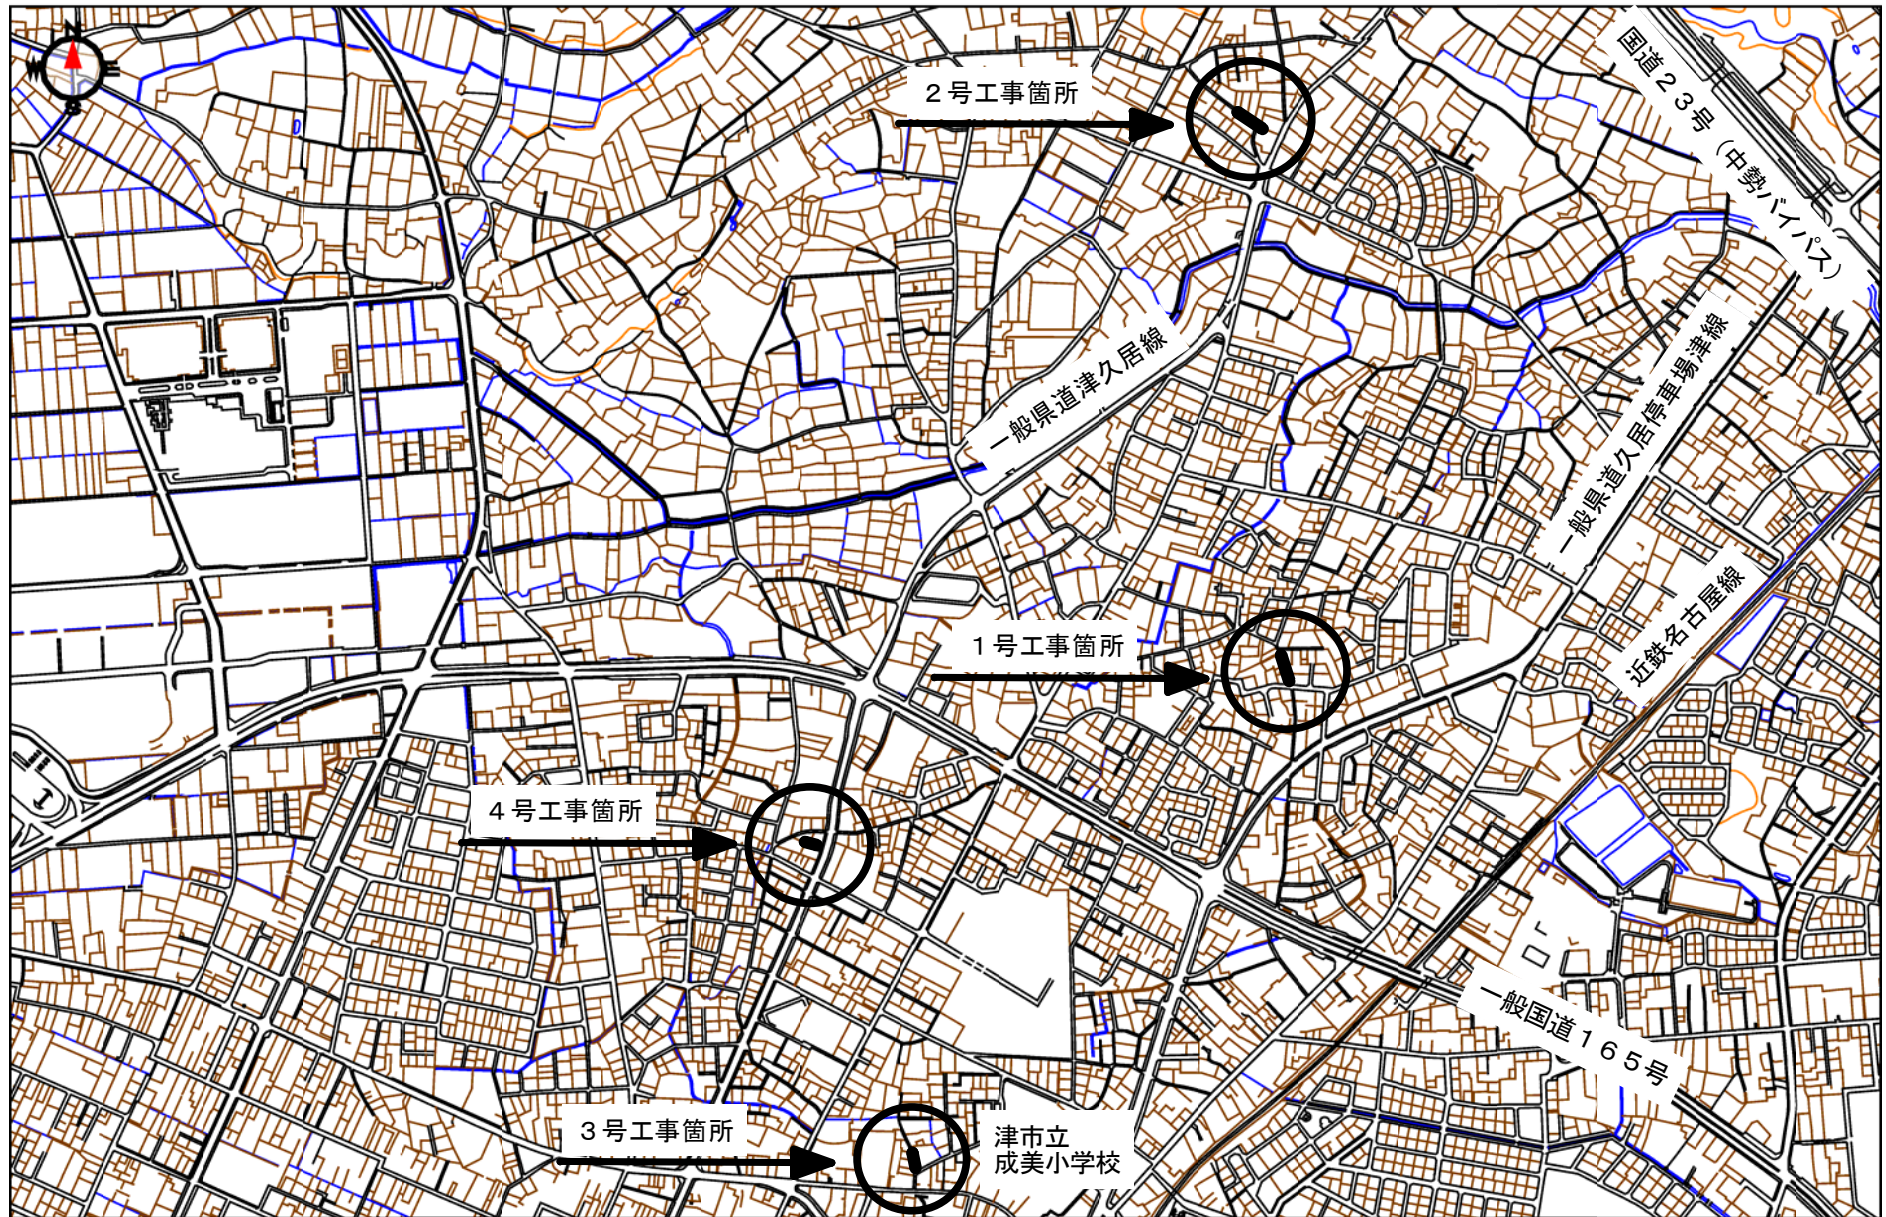 N
W E
S
2号工事箇所
国道23号(中勢バイパス)
一般県道津久居線
一般県道久居停車場津線
近鉄名古屋線
1号工事箇所
4号工事箇所
一般国道165号
3号工事箇所
津市立
成美小学校